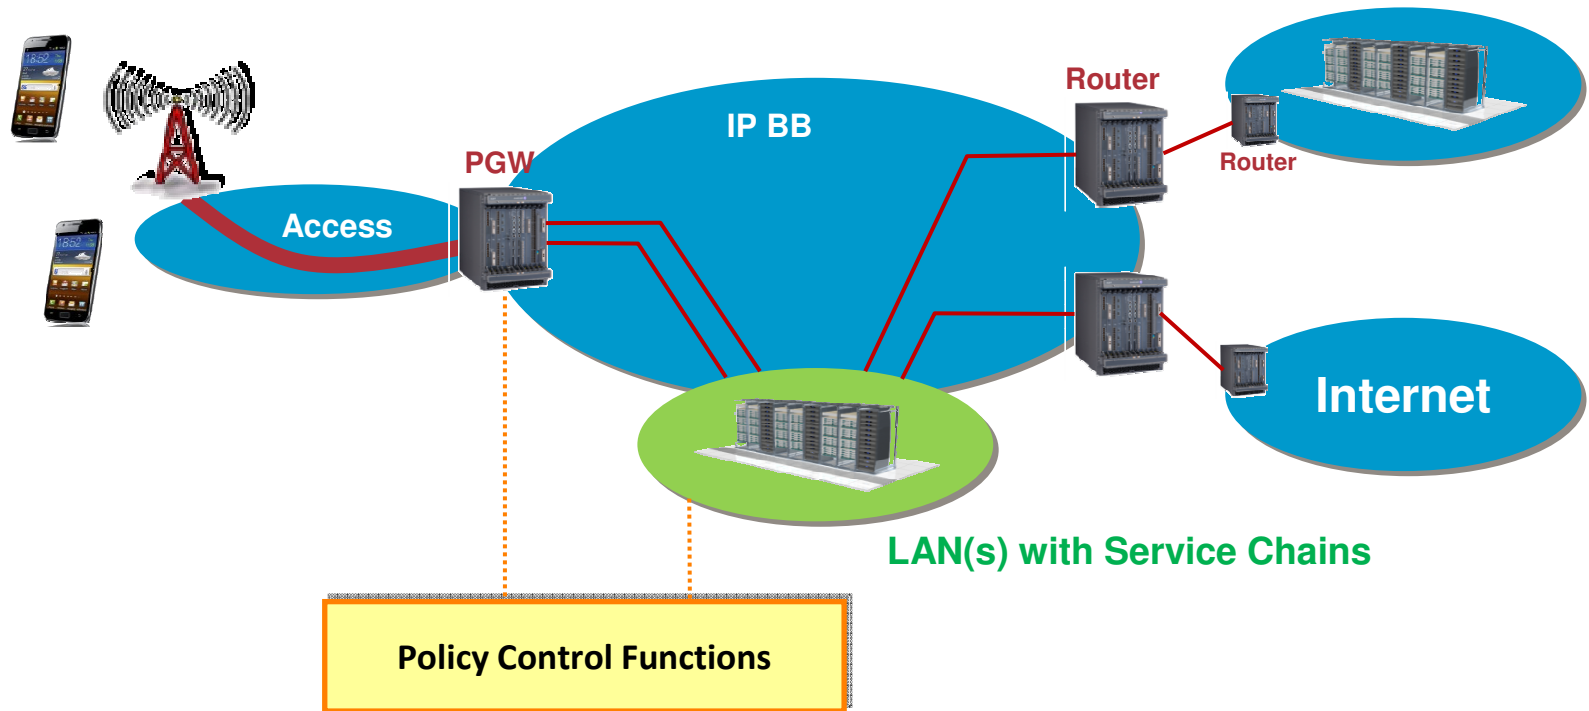 Router
IP BB
PGW
Router
Access
Internet
LAN(s) with Service Chains
Policy Control Functions